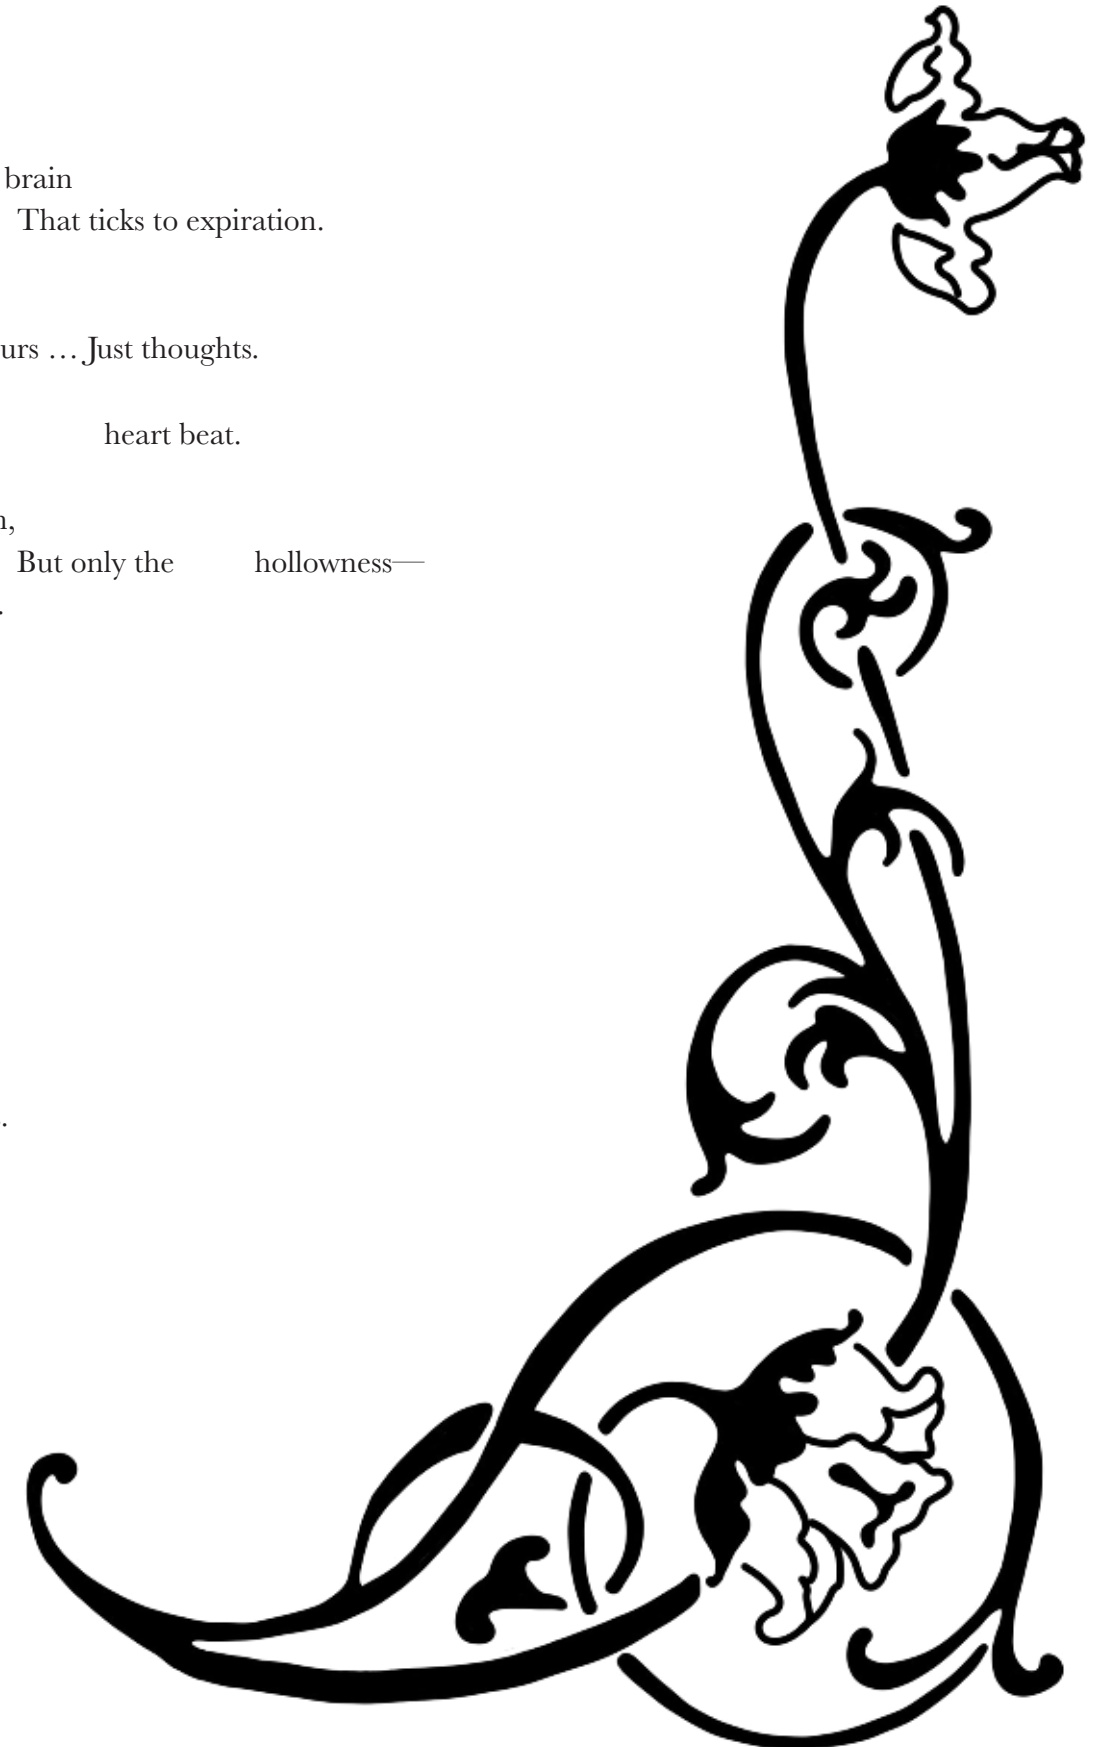 brain
That ticks to expiration.
urs … Just thoughts.
heart beat.
n,
But only the hollowness—
.
.